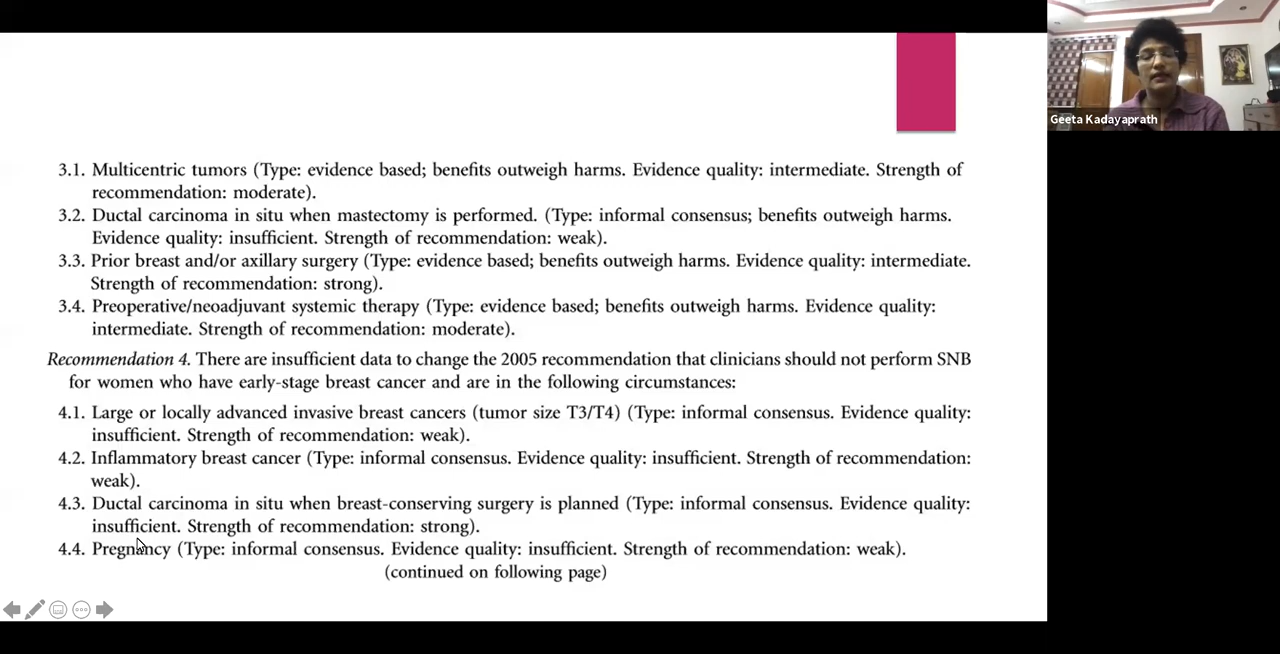 Geeta Kadayaprath
3.1. Multicentric tumors (Type: evidence based; benefits outweigh harms. Evidence quality: intermediate. Strength of
recommendation: moderate).
3.2. Ductal carcinoma in situ when mastectomy is performed. (Type: informal consensus; benefits outweigh harms.
Evidence quality: insufficient. Strength of recommendation: weak).
3.3. Prior breast and/or axillary surgery (Type: evidence based; benefits outweigh harms. Evidence quality: intermediate.
Strength of recommendation: strong).
3.4. Preoperative/neoadjuvant systemic therapy (Type: evidence based; benefits outweigh harms. Evidence quality:
intermediate. Strength of recommendation: moderate).
Recommendation 4. There are insufficient data to change the 2005 recommendation that clinicians should not perform SNB
for women who have early-stage breast cancer and are in the following circumstances:
4.1. Large or locally advanced invasive breast cancers (tumor size T3/T4) (Type: informal consensus. Evidence quality:
insufficient. Strength of recommendation: weak).
4.2. Inflammatory breast cancer (Type: informal consensus. Evidence quality: insufficient. Strength of recommendation:
weak).
4.3. Ductal carcinoma in situ when breast-conserving surgery is planned (Type: informal consensus. Evidence quality:
insufficient. Strength of recommendation: strong).
4.4. Pregnancy (Type: informal consensus. Evidence quality: insufficient. Strength of recommendation: weak).
(continued on following page)